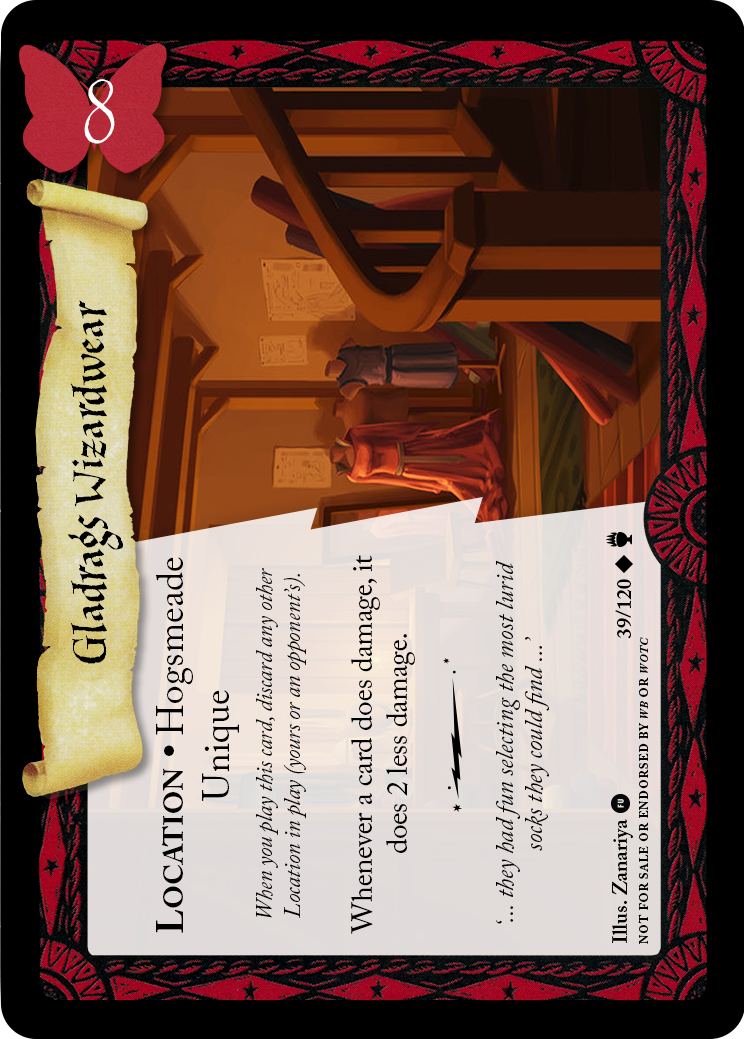 8
Gladrags Wizardwear
LOCATION • Hogsmeade
Unique
When you play this card, discard any other
Location in play (yours or an opponent's).
Whenever a card does damage, it
does 2 less damage.
‘... they had fun selecting the most lurid
socks they could find ...’
Illus. Zanariya FU
39/120
NOT FOR SALE OR ENDORSED BY WB OR WOTC